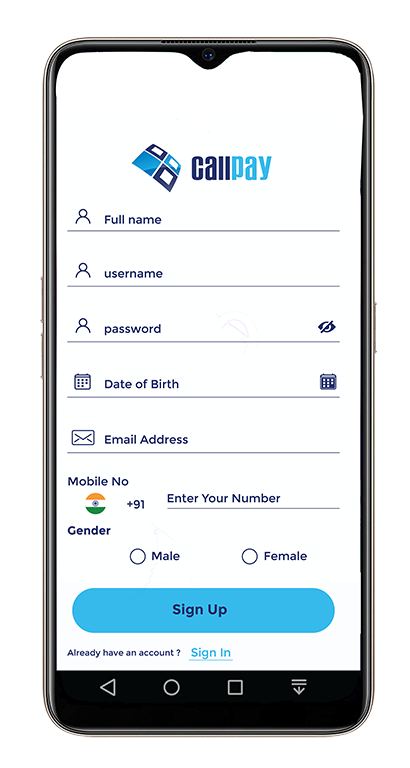 callpay
Full name
username
password
Date of Birth
Email Address
Mobile No
+91 Enter Your Number
Gender
Male Female
Sign Up
Already have an account ? Sign In